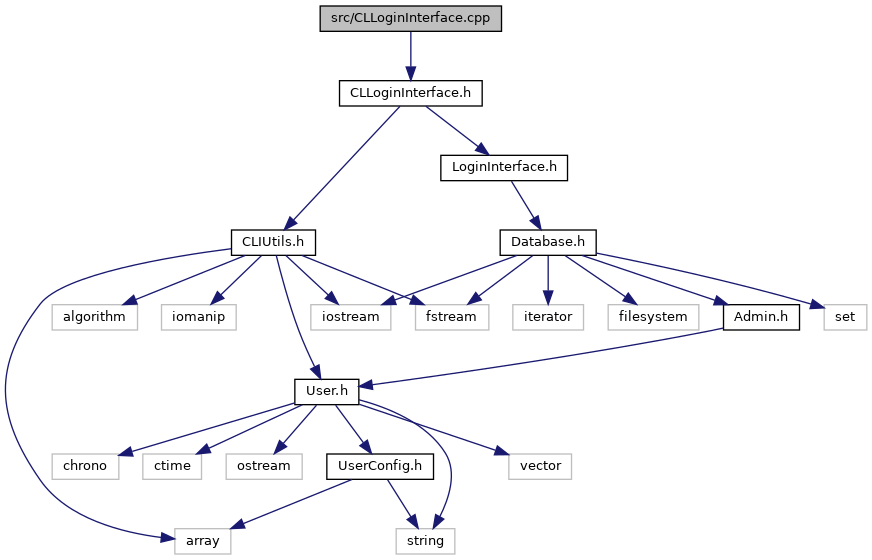 src/CLLoginInterface.cpp
CLLoginInterface.h
LoginInterface.h
CLIUtils.h
Database.h
algorithm
iomanip
iostream
fstream
iterator
filesystem
Admin.h
set
User.h
chrono
ctime
ostream
UserConfig.h
vector
array
string